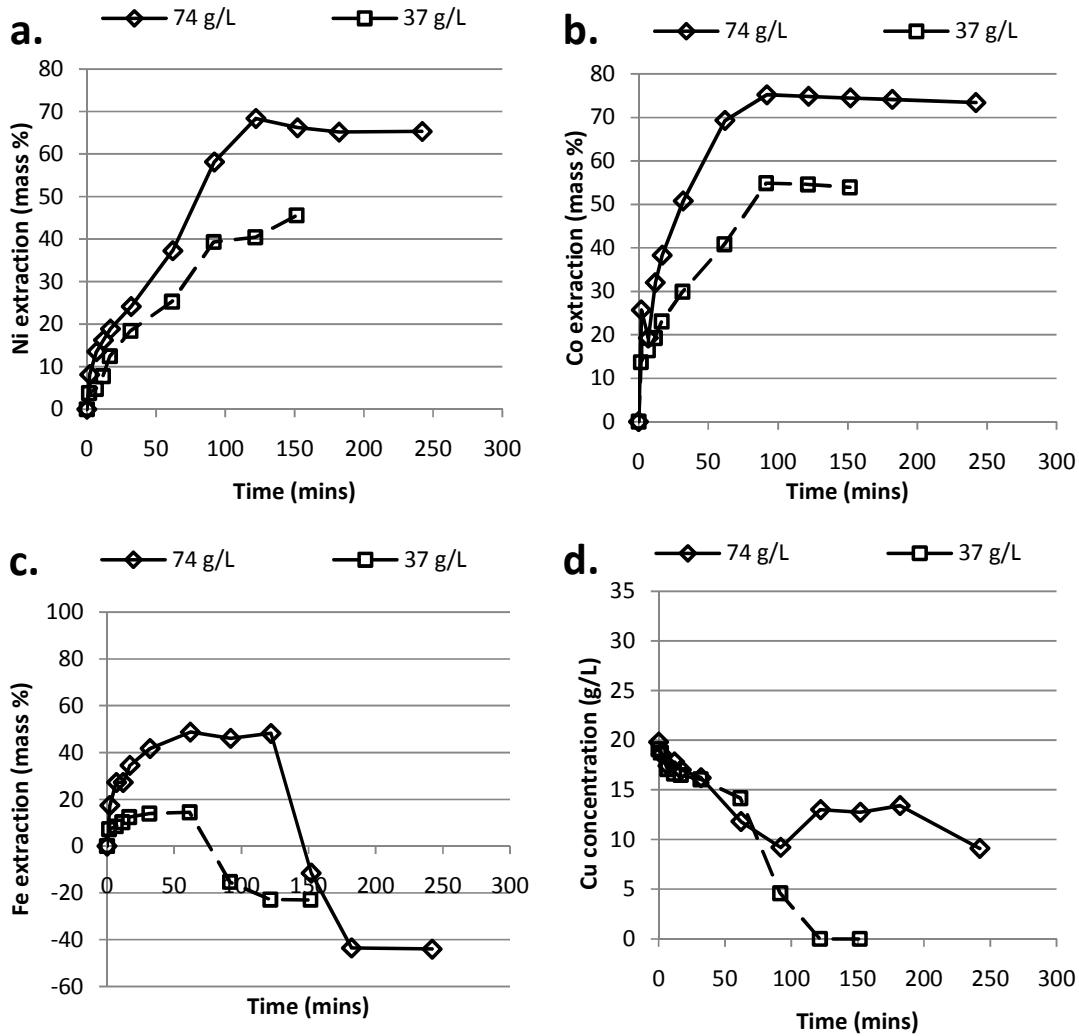 a.
74 g/L
37 g/L
Ni extraction (mass %)
80
70
60
50
40
30
20
10
0
0 50 100 150 200 250 300
Time (mins)
b.
74 g/L
37 g/L
Co extraction (mass %)
80
70
60
50
40
30
20
10
0
0 50 100 150 200 250 300
Time (mins)
c.
74 g/L
37 g/L
Fe extraction (mass %)
100
80
60
40
20
0
-20
-40
-60
0 50 100 150 200 250 300
Time (mins)
d.
74 g/L
37 g/L
Cu concentration (g/L)
35
30
25
20
15
10
5
0
0 50 100 150 200 250 300
Time (mins)